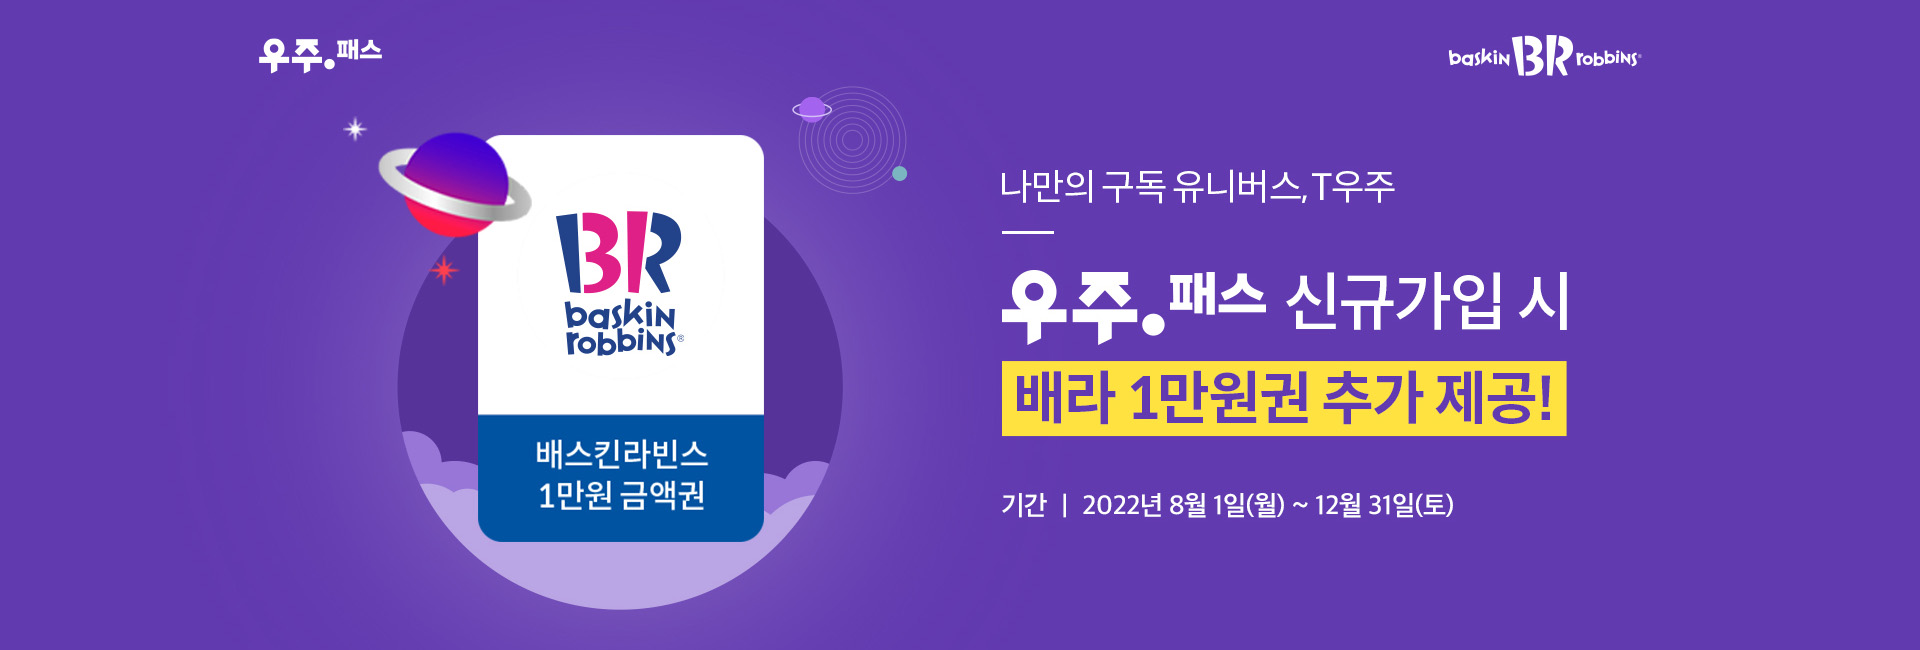 우주.패스
baskin BR robbins®
BR
baskin
robbins®
배스킨라빈스
1만원 금액권
나만의 구독 유니버스, T우주
우주.패스 신규가입 시
배라 1만원권 추가 제공!
기간 | 2022년 8월 1일(월) ~ 12월 31일(토)